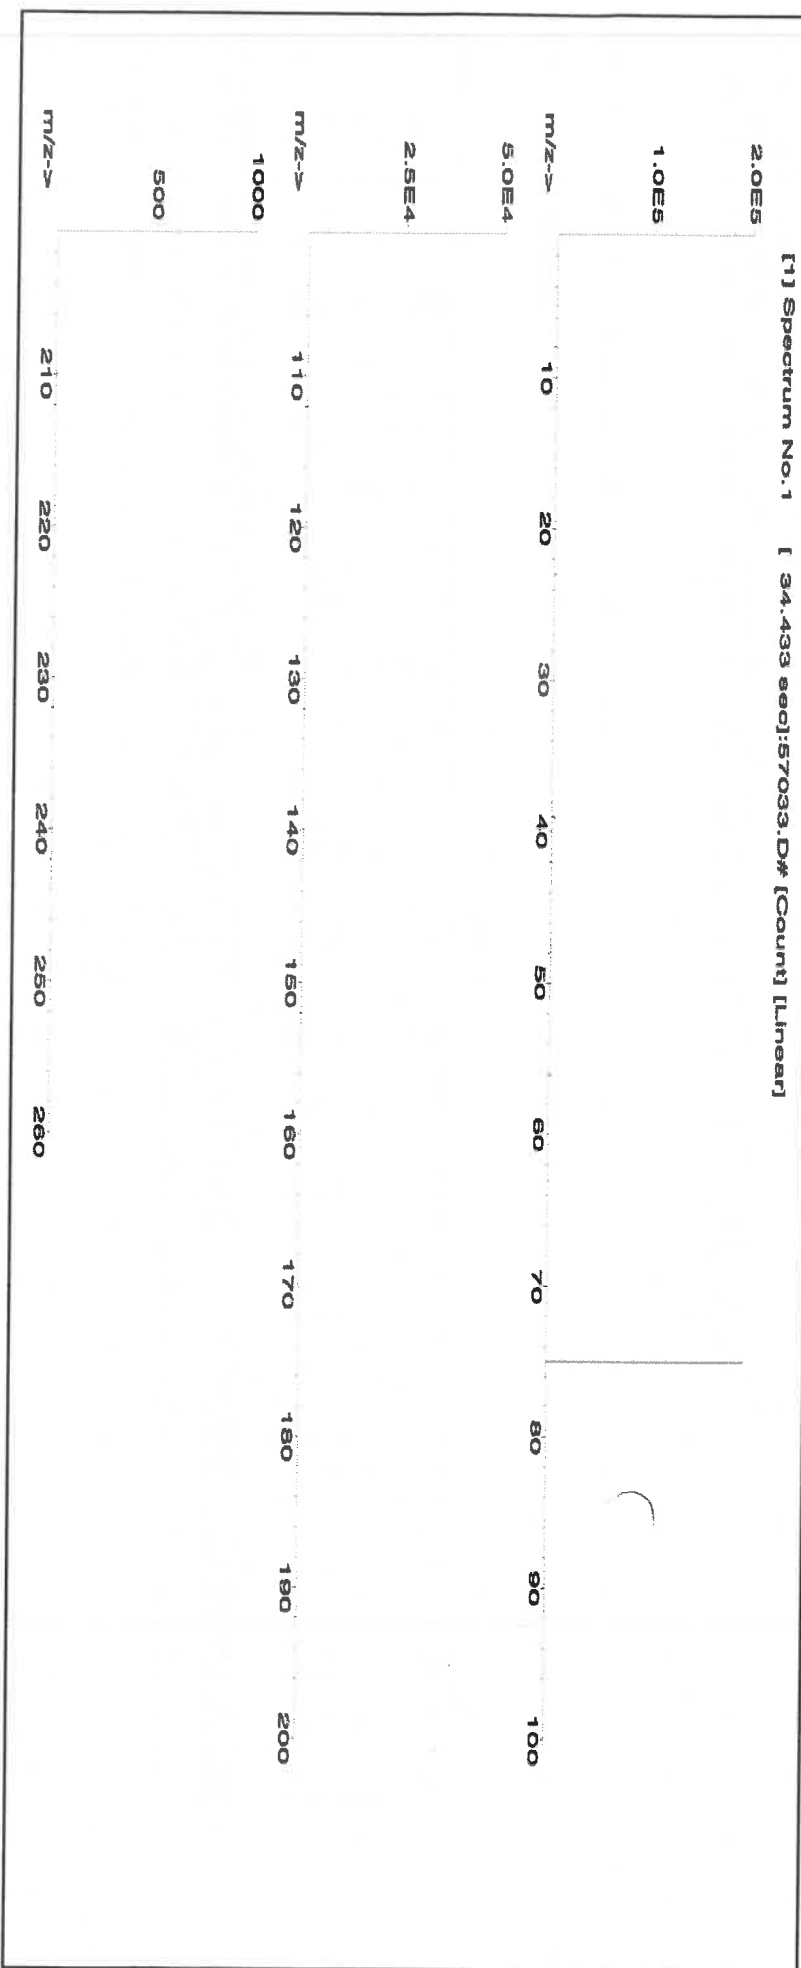 [1] Spectrum No.1 [ 34.433 sec]:57033.D# [Count] [Linear]
2.0E5
1.0E5
m/z-> 10 20 30 40 50 60 70 80 90 100
5.0E4
2.5E4
m/z-> 110 120 130 140 150 160 170 180 190 200
1000
500
m/z-> 210 220 230 240 250 260